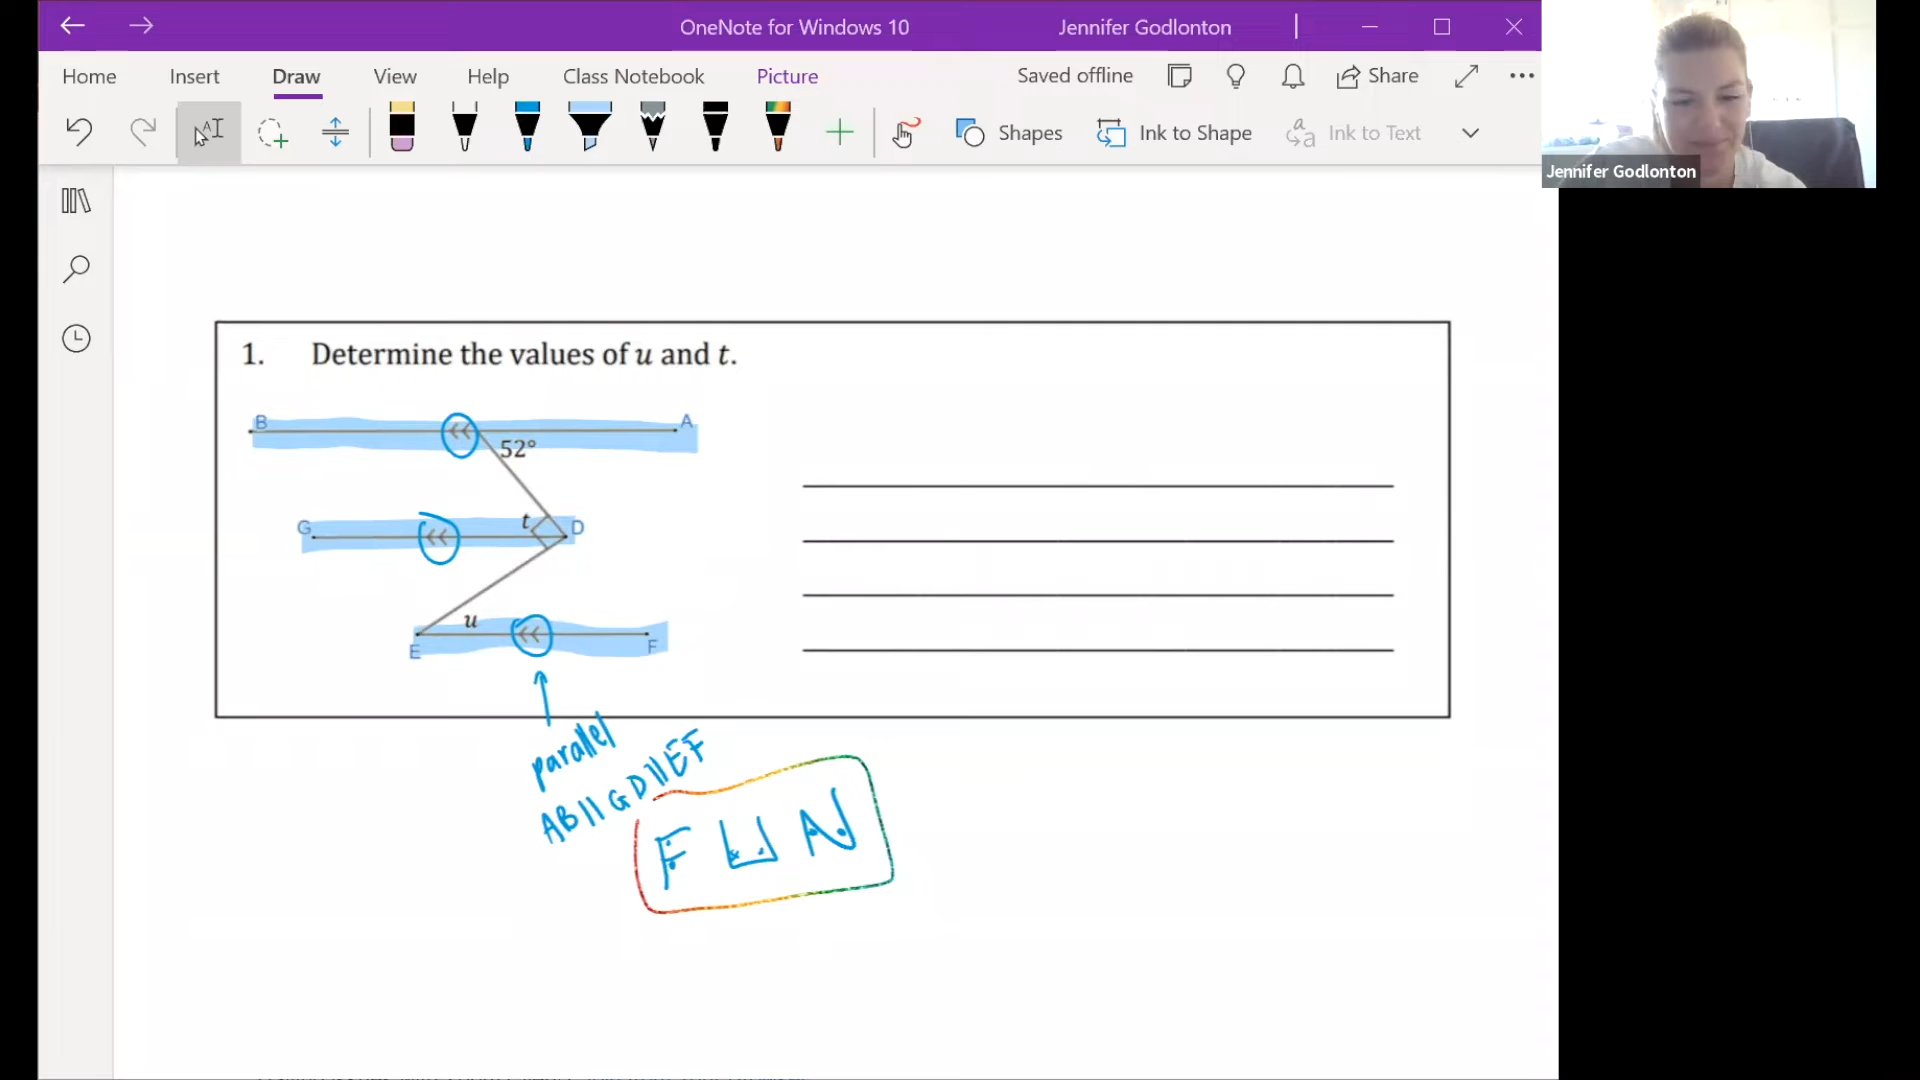 OneNote for Windows 10 Jennifer Godlonton
Home Insert Draw View Help Class Notebook Picture Saved offline Share
Shapes Ink to Shape Ink to Text
Jennifer Godlonton
1. Determine the values of u and t.
B A
52°
G t D
u
E F
parallel
AB||GD||EF
F U N